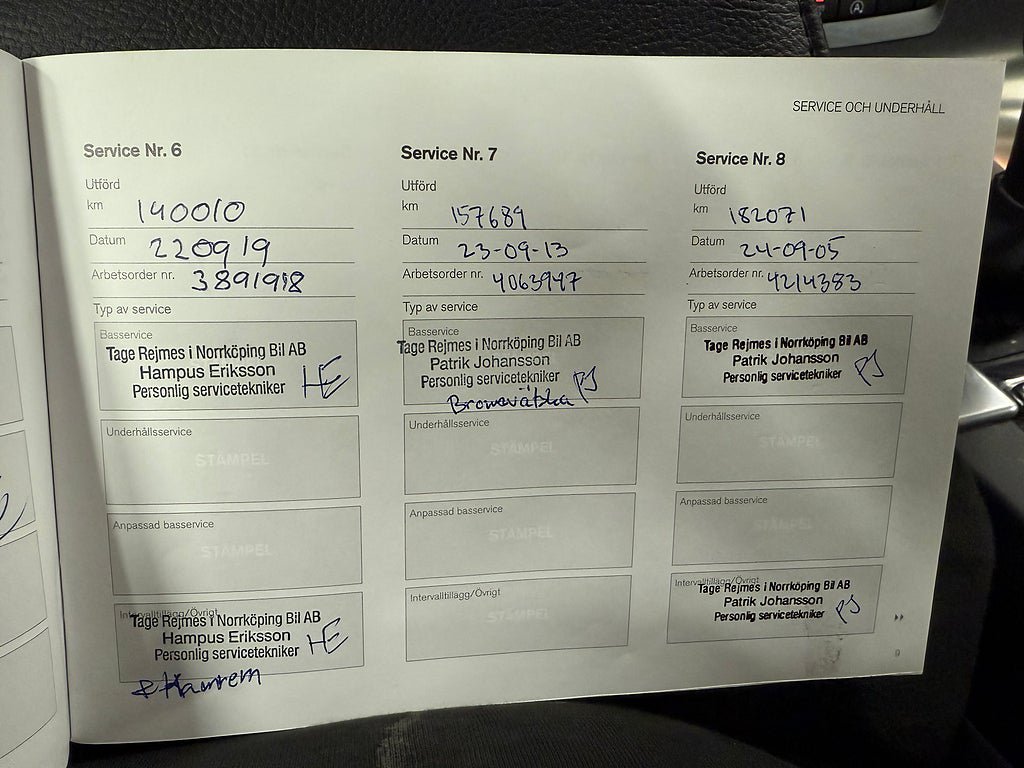 SERVICE OCH UNDERHÅLL
Service Nr. 6
Utförd
km 140010
Datum 220919
Arbetsorder nr. 3891918
Typ av service
Basservice
Tage Rejmes i Norrköping Bil AB
Hampus Eriksson
Personlig servicetekniker HE
Underhållsservice
STÄMPEL
Anpassad basservice
STÄMPEL
Intervalltillägg/Övrigt
Tage Rejmes i Norrköping Bil AB
Hampus Eriksson
Personlig servicetekniker HE
Service Nr. 7
Utförd
km 157689
Datum 23-09-13
Arbetsorder nr. 4063947
Typ av service
Basservice
Tage Rejmes i Norrköping Bil AB
Patrik Johansson
Personlig servicetekniker PJ
Bromsvätska
Underhållsservice
STÄMPEL
Anpassad basservice
STÄMPEL
Intervalltillägg/Övrigt
STÄMPEL
Service Nr. 8
Utförd
km 182071
Datum 24-09-05
Arbetsorder nr. 4214383
Typ av service
Basservice
Tage Rejmes i Norrköping Bil AB
Patrik Johansson
Personlig servicetekniker PJ
Underhållsservice
STÄMPEL
Anpassad basservice
STÄMPEL
Intervalltillägg/Övrigt
Tage Rejmes i Norrköping Bil AB
Patrik Johansson
Personlig servicetekniker PJ
9